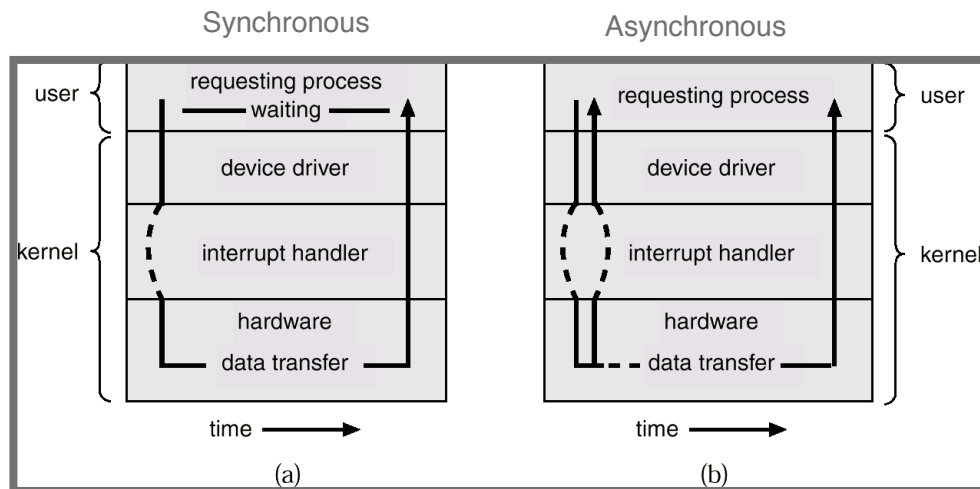 Synchronous
Asynchronous
user
requesting process
waiting
device driver
kernel
interrupt handler
hardware
data transfer
time
(a)
requesting process
user
device driver
interrupt handler
kernel
hardware
data transfer
time
(b)